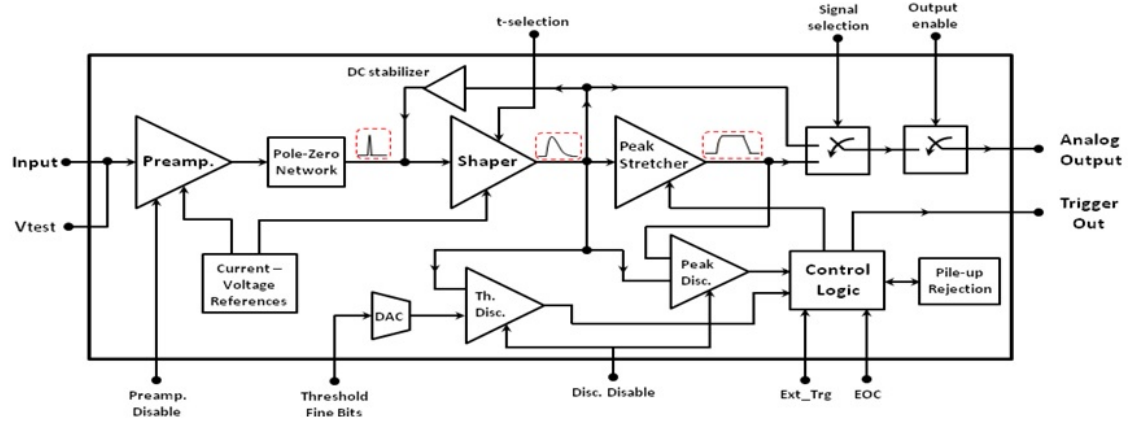 Signal
selection
Output
enable
t-selection
DC stabilizer
Input
Preamp.
Pole-Zero
Network
Shaper
Peak
Stretcher
Analog
Output
Vtest
Trigger
Out
Current –
Voltage
References
DAC
Th.
Disc.
Peak
Disc.
Control
Logic
Pile-up
Rejection
Preamp.
Disable
Threshold
Fine Bits
Disc. Disable
Ext_Trg
EOC